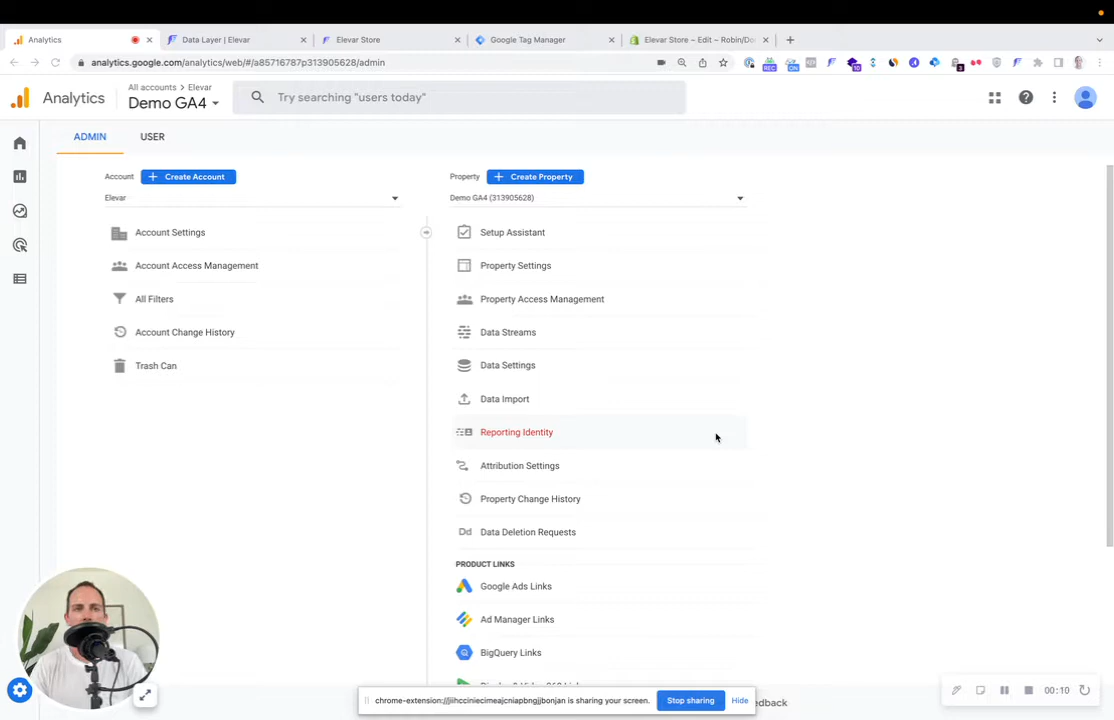 Analytics
Data Layer | Elevar
Elevar Store
Google Tag Manager
Elevar Store ~ Edit ~ Robin/Do
analytics.google.com/analytics/web/#/a85716787p313905628/admin
REC
ON
10
Analytics
All accounts > Elevar
Demo GA4
Try searching "users today"
ADMIN
USER
Account
+ Create Account
Property
+ Create Property
Elevar
Demo GA4 (313905628)
Account Settings
Setup Assistant
Account Access Management
Property Settings
All Filters
Property Access Management
Account Change History
Data Streams
Trash Can
Data Settings
Data Import
Reporting Identity
Attribution Settings
Property Change History
Dd Data Deletion Requests
PRODUCT LINKS
Google Ads Links
Ad Manager Links
BigQuery Links
chrome-extension://jihcciniecimeajcniapbngjjbonjan is sharing your screen.
Stop sharing
Hide
00:10